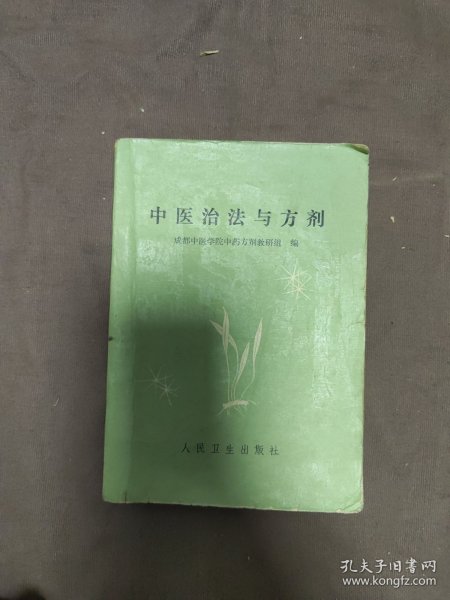 中医治法与方剂
成都中医学院中药方剂教研组 编
人民卫生出版社
孔夫子旧书网
www.kongfz.com